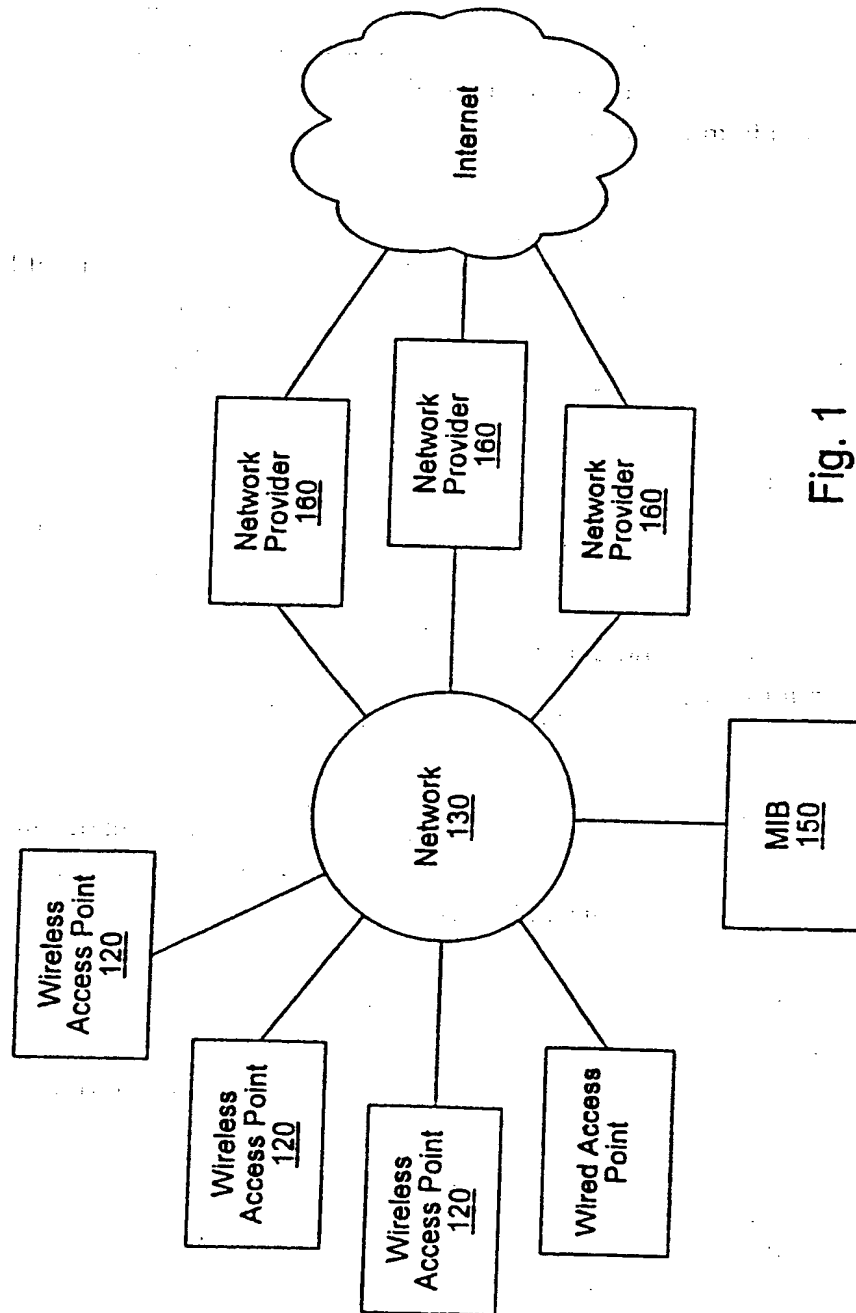 Wireless
Access Point
120
Wireless
Access Point
120
Wireless
Access Point
120
Wired Access
Point
Network
130
MIB
150
Network
Provider
160
Network
Provider
160
Network
Provider
160
Internet
Fig. 1